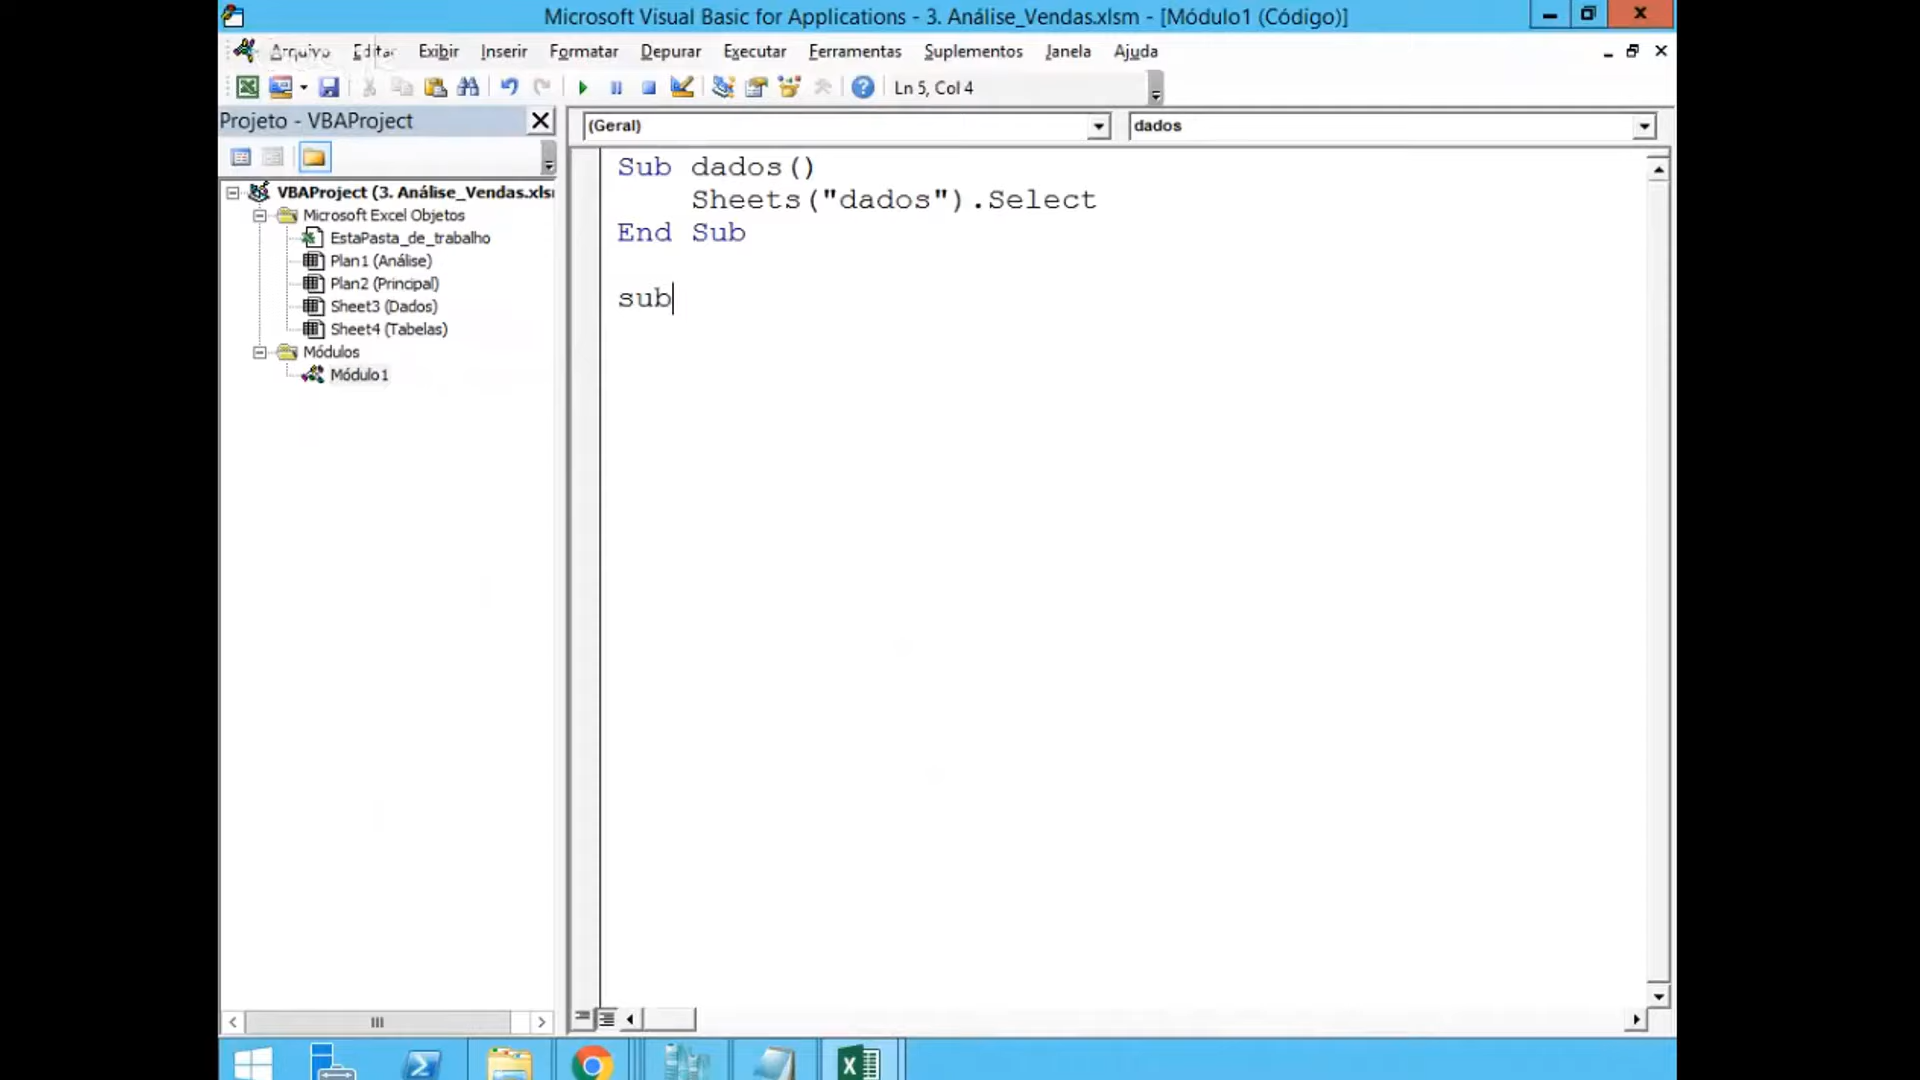 Microsoft Visual Basic for Applications - 3. Análise_Vendas.xlsm - [Módulo1 (Código)]
Arquivo Editar Exibir Inserir Formatar Depurar Executar Ferramentas Suplementos Janela Ajuda
Ln 5, Col 4
Projeto - VBAProject
(Geral)
dados
VBAProject (3. Análise_Vendas.xls
Microsoft Excel Objetos
EstaPasta_de_trabalho
Plan1 (Análise)
Plan2 (Principal)
Sheet3 (Dados)
Sheet4 (Tabelas)
Módulos
Módulo1
Sub dados()
Sheets("dados").Select
End Sub
sub